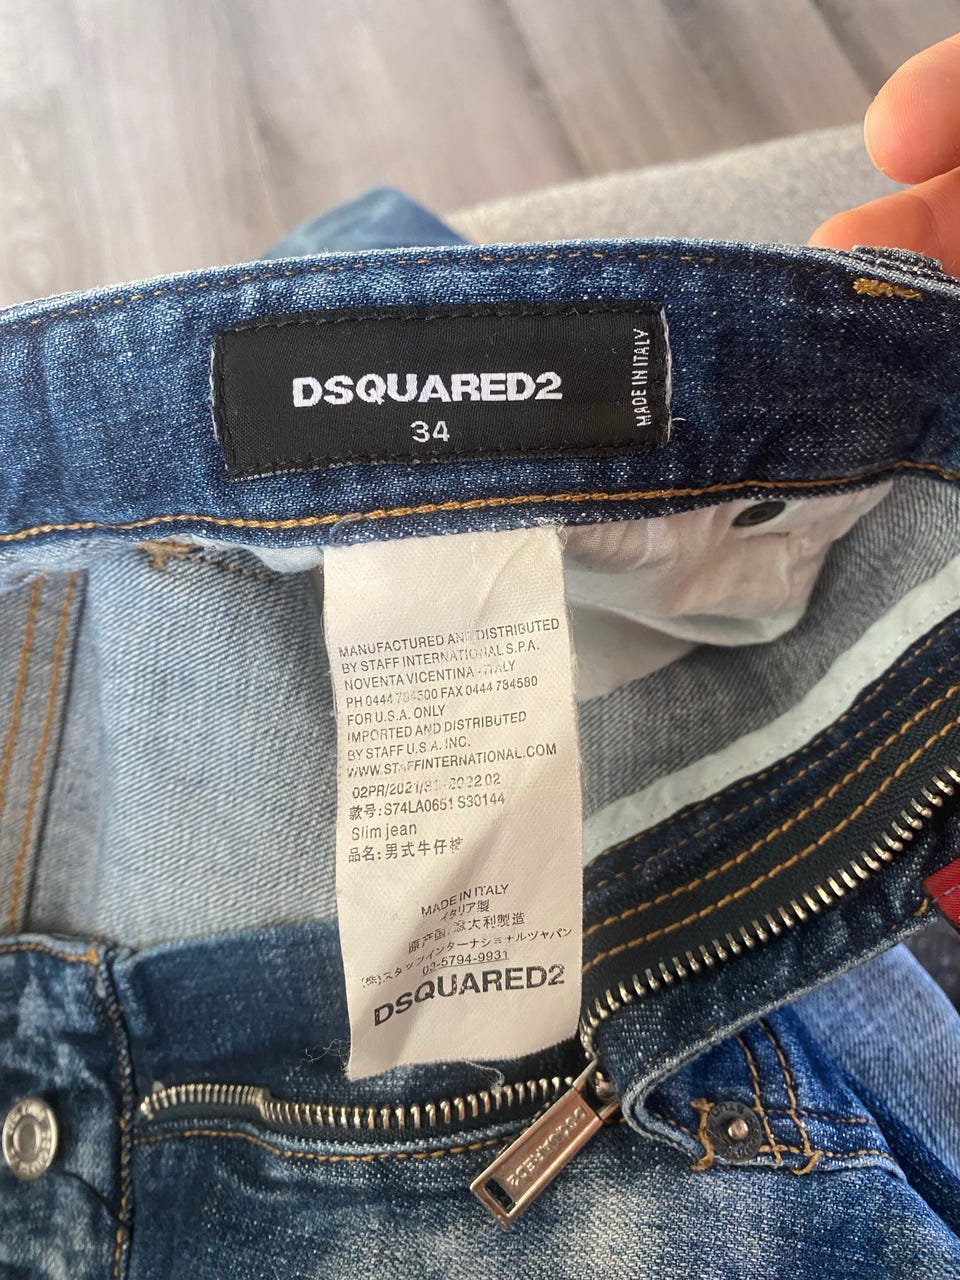 DSQUARED2
34
MADE IN ITALY
MANUFACTURED AND DISTRIBUTED
BY STAFF INTERNATIONAL S.P.A.
NOVENTA VICENTINA - ITALY
PH 0444 784500 FAX 0444 784580
FOR U.S.A. ONLY
IMPORTED AND DISTRIBUTED
BY STAFF U.S.A. INC.
WWW.STAFFINTERNATIONAL.COM
款号:S74LA0651 S30144
Slim jean
品名:男式牛仔裤
MADE IN ITALY
イタリア製
原产国:意大利製造
(株)スタッフインターナショナルジャパン
03-5794-9931
DSQUARED2
DSQUARED2